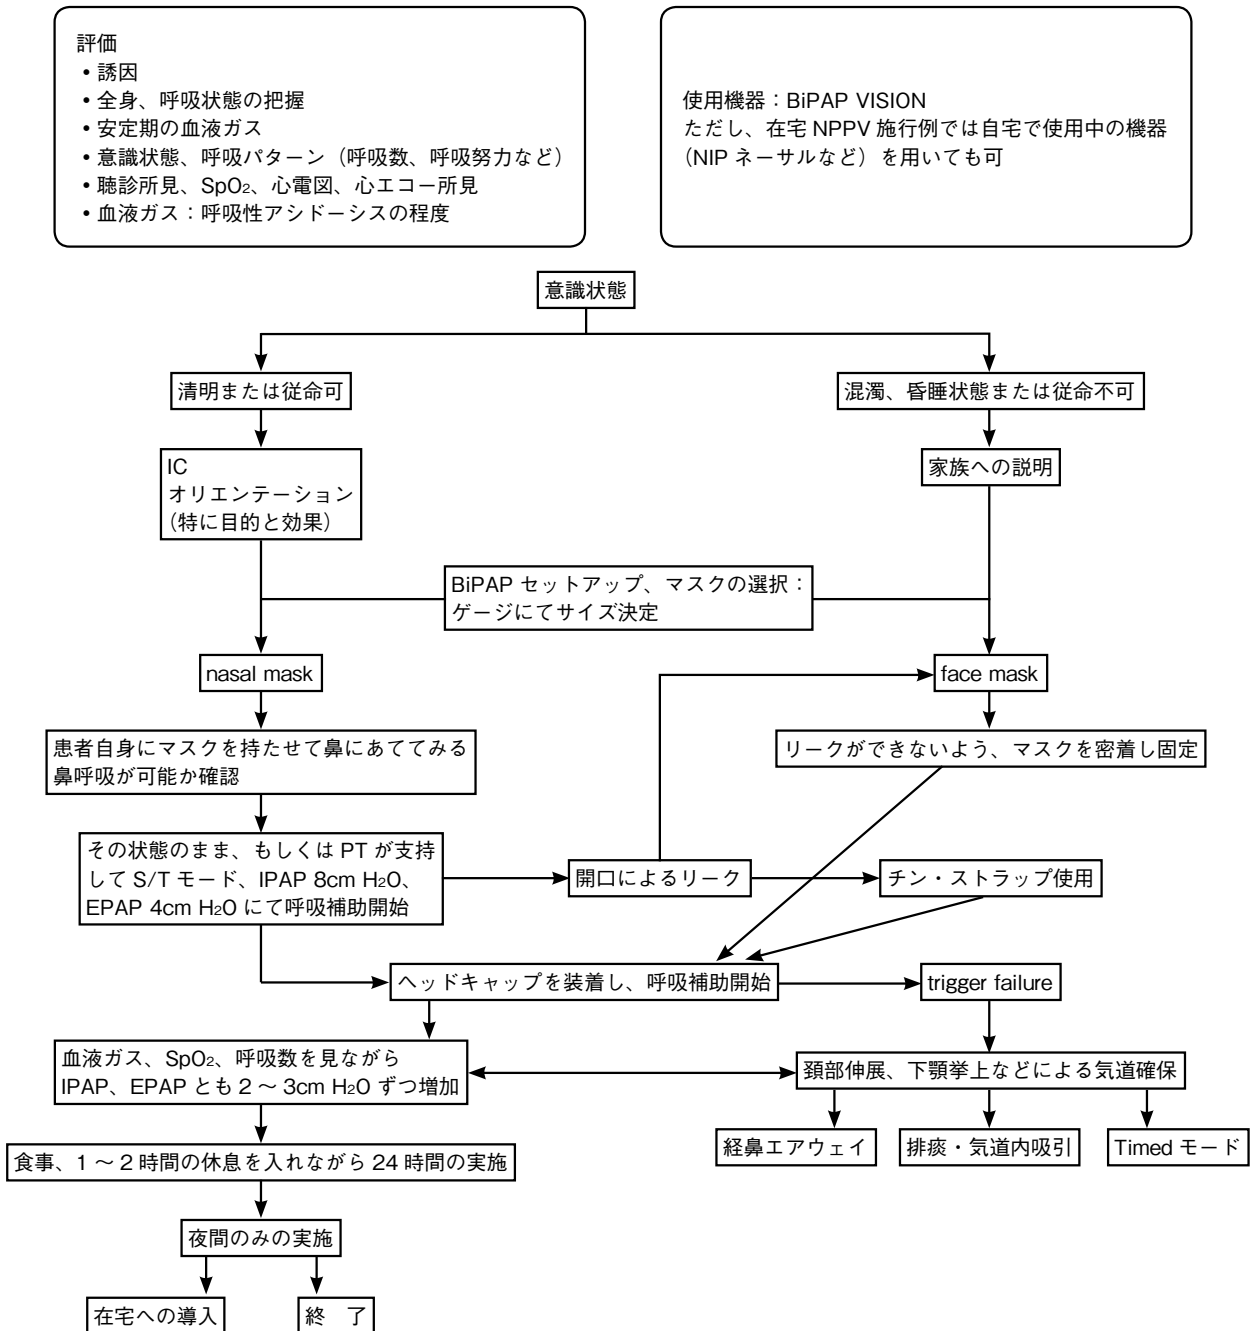 評価
• 誘因
• 全身、呼吸状態の把握
• 安定期の血液ガス
• 意識状態、呼吸パターン（呼吸数、呼吸努力など）
• 聴診所見、SpO₂、心電図、心エコー所見
• 血液ガス：呼吸性アシドーシスの程度
使用機器：BiPAP VISION
ただし、在宅 NPPV 施行例では自宅で使用中の機器
（NIP ネーサルなど）を用いても可
意識状態
清明または従命可
混濁、昏睡状態または従命不可
IC
オリエンテーション
（特に目的と効果）
家族への説明
BiPAP セットアップ、マスクの選択：
ゲージにてサイズ決定
nasal mask
face mask
患者自身にマスクを持たせて鼻にあててみる
鼻呼吸が可能か確認
リークができないよう、マスクを密着し固定
その状態のまま、もしくは PT が支持
して S/T モード、IPAP 8cm H₂O、
EPAP 4cm H₂O にて呼吸補助開始
開口によるリーク
チン・ストラップ使用
ヘッドキャップを装着し、呼吸補助開始
trigger failure
血液ガス、SpO₂、呼吸数を見ながら
IPAP、EPAP とも 2 〜 3cm H₂O ずつ増加
頚部伸展、下顎挙上などによる気道確保
経鼻エアウェイ
排痰・気道内吸引
Timed モード
食事、1 〜 2 時間の休息を入れながら 24 時間の実施
夜間のみの実施
在宅への導入
終　了